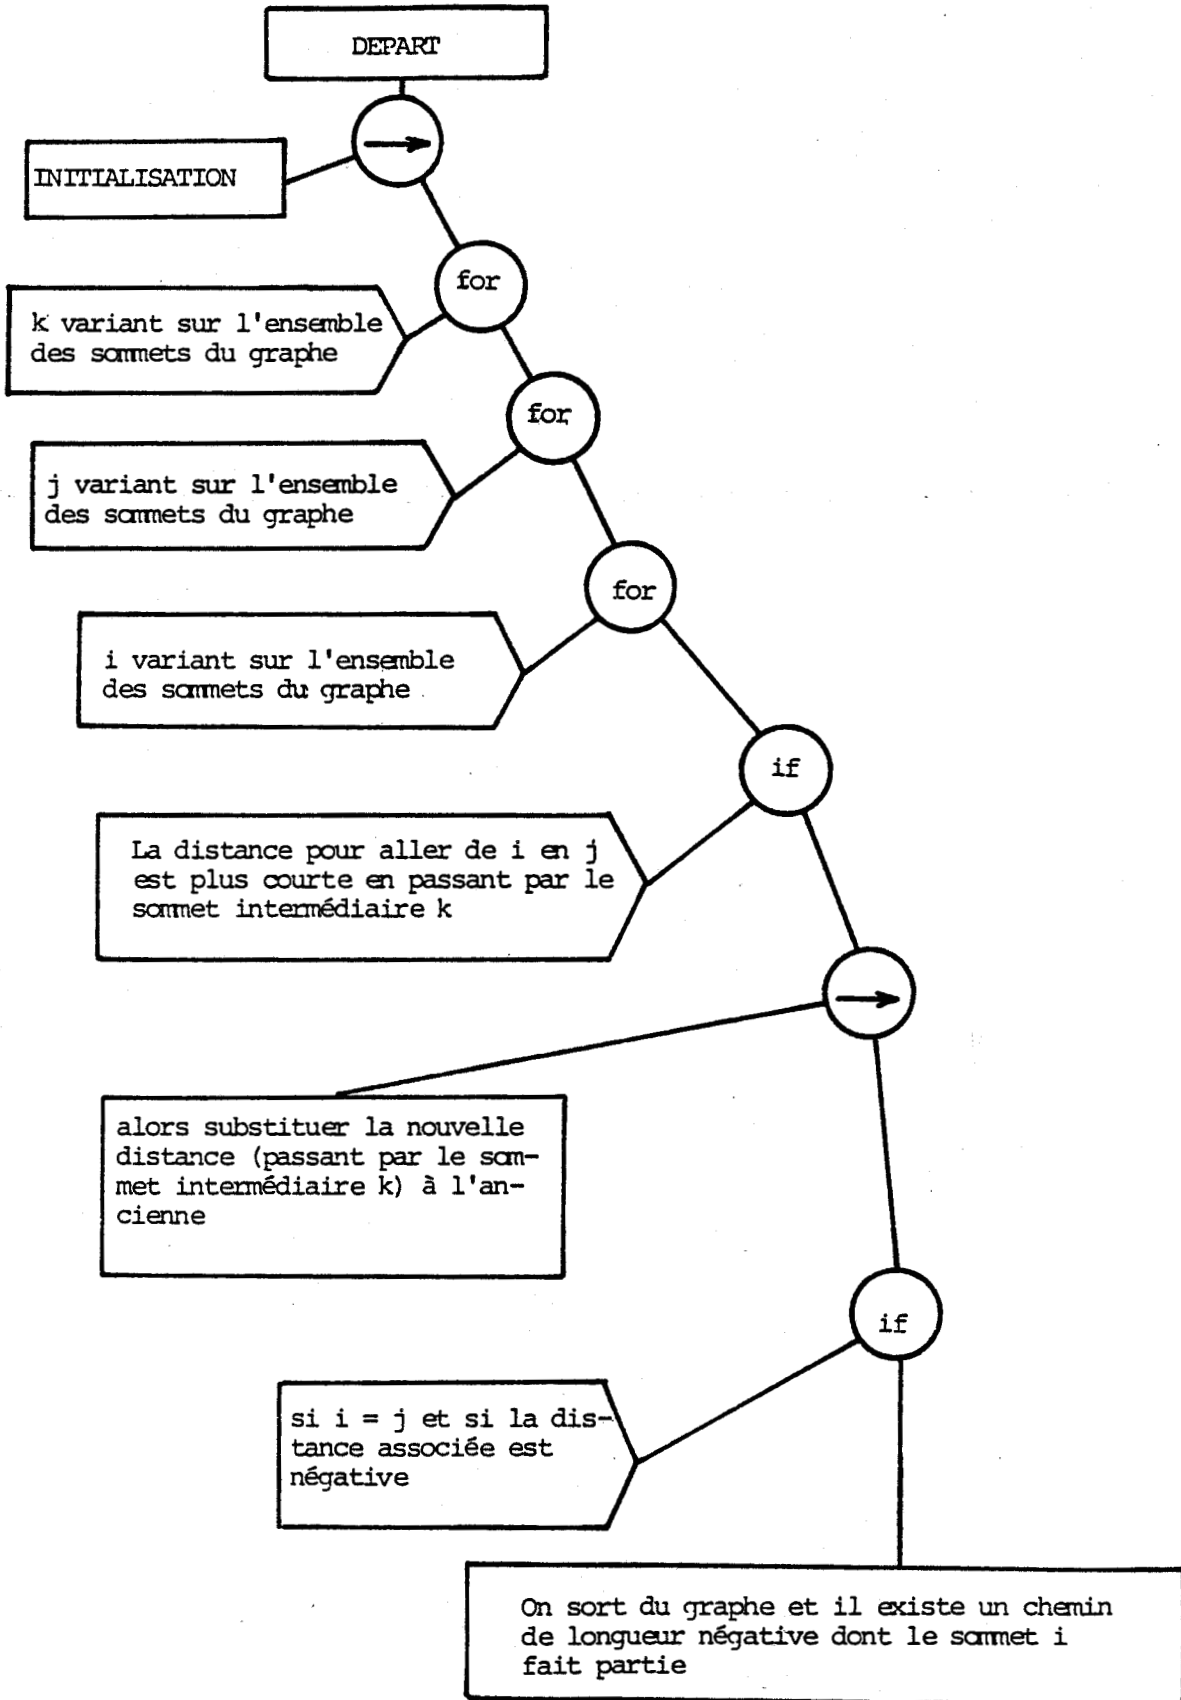 DEPART
INITIALISATION
for
k variant sur l'ensemble
des sommets du graphe
for
j variant sur l'ensemble
des sommets du graphe
for
i variant sur l'ensemble
des sommets du graphe
if
La distance pour aller de i en j
est plus courte en passant par le
sommet intermédiaire k
alors substituer la nouvelle
distance (passant par le som-
met intermédiaire k) à l'an-
cienne
if
si i = j et si la dis-
tance associée est
négative
On sort du graphe et il existe un chemin
de longueur négative dont le sommet i
fait partie